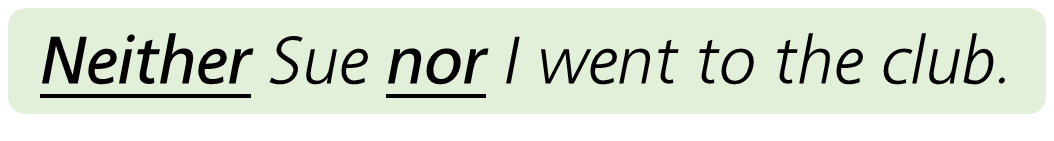 Neither Sue nor I went to the club.